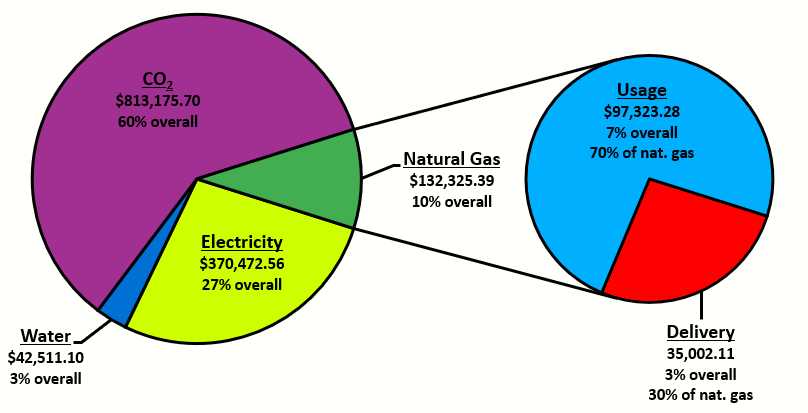 CO₂
$813,175.70
60% overall
Natural Gas
$132,325.39
10% overall
Electricity
$370,472.56
27% overall
Water
$42,511.10
3% overall
Usage
$97,323.28
7% overall
70% of nat. gas
Delivery
35,002.11
3% overall
30% of nat. gas